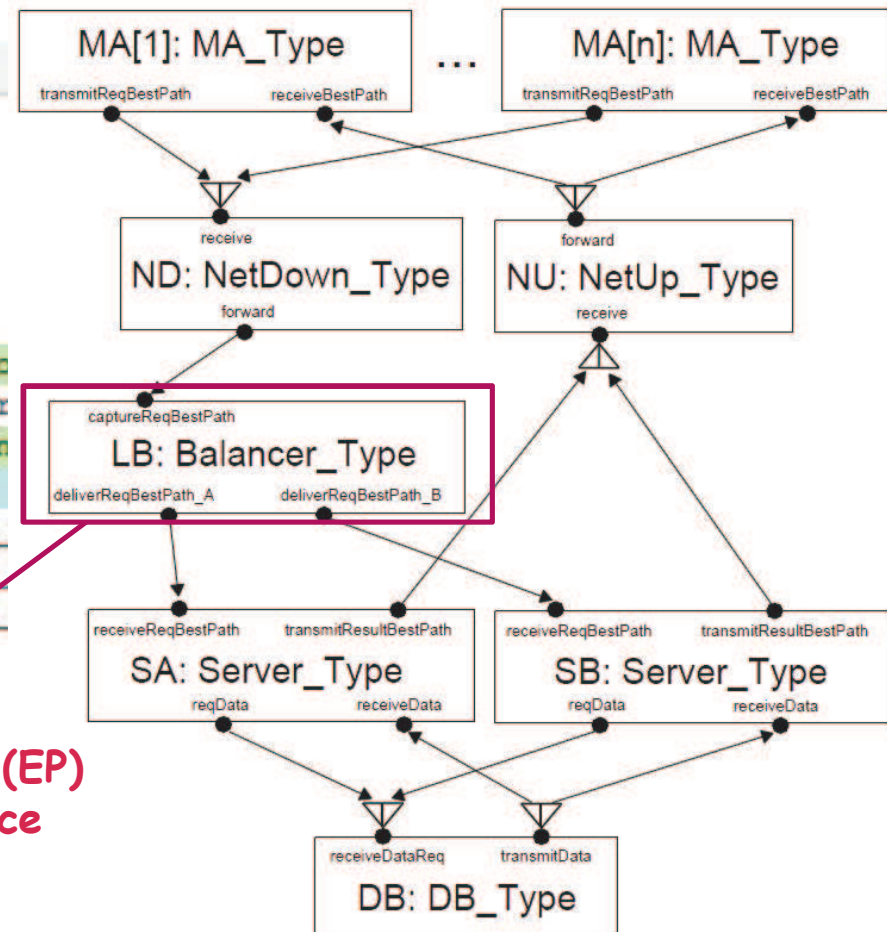 MA[1]: MA_Type
...
MA[n]: MA_Type
transmitReqBestPath
receiveBestPath
transmitReqBestPath
receiveBestPath
receive
forward
ND: NetDown_Type
NU: NetUp_Type
forward
receive
captureReqBestPath
LB: Balancer_Type
deliverReqBestPath_A
deliverReqBestPath_B
receiveReqBestPath
transmitResultBestPath
receiveReqBestPath
transmitResultBestPath
SA: Server_Type
SB: Server_Type
reqData
receiveData
reqData
receiveData
(EP)
receiveDataReq
transmitData
DB: DB_Type